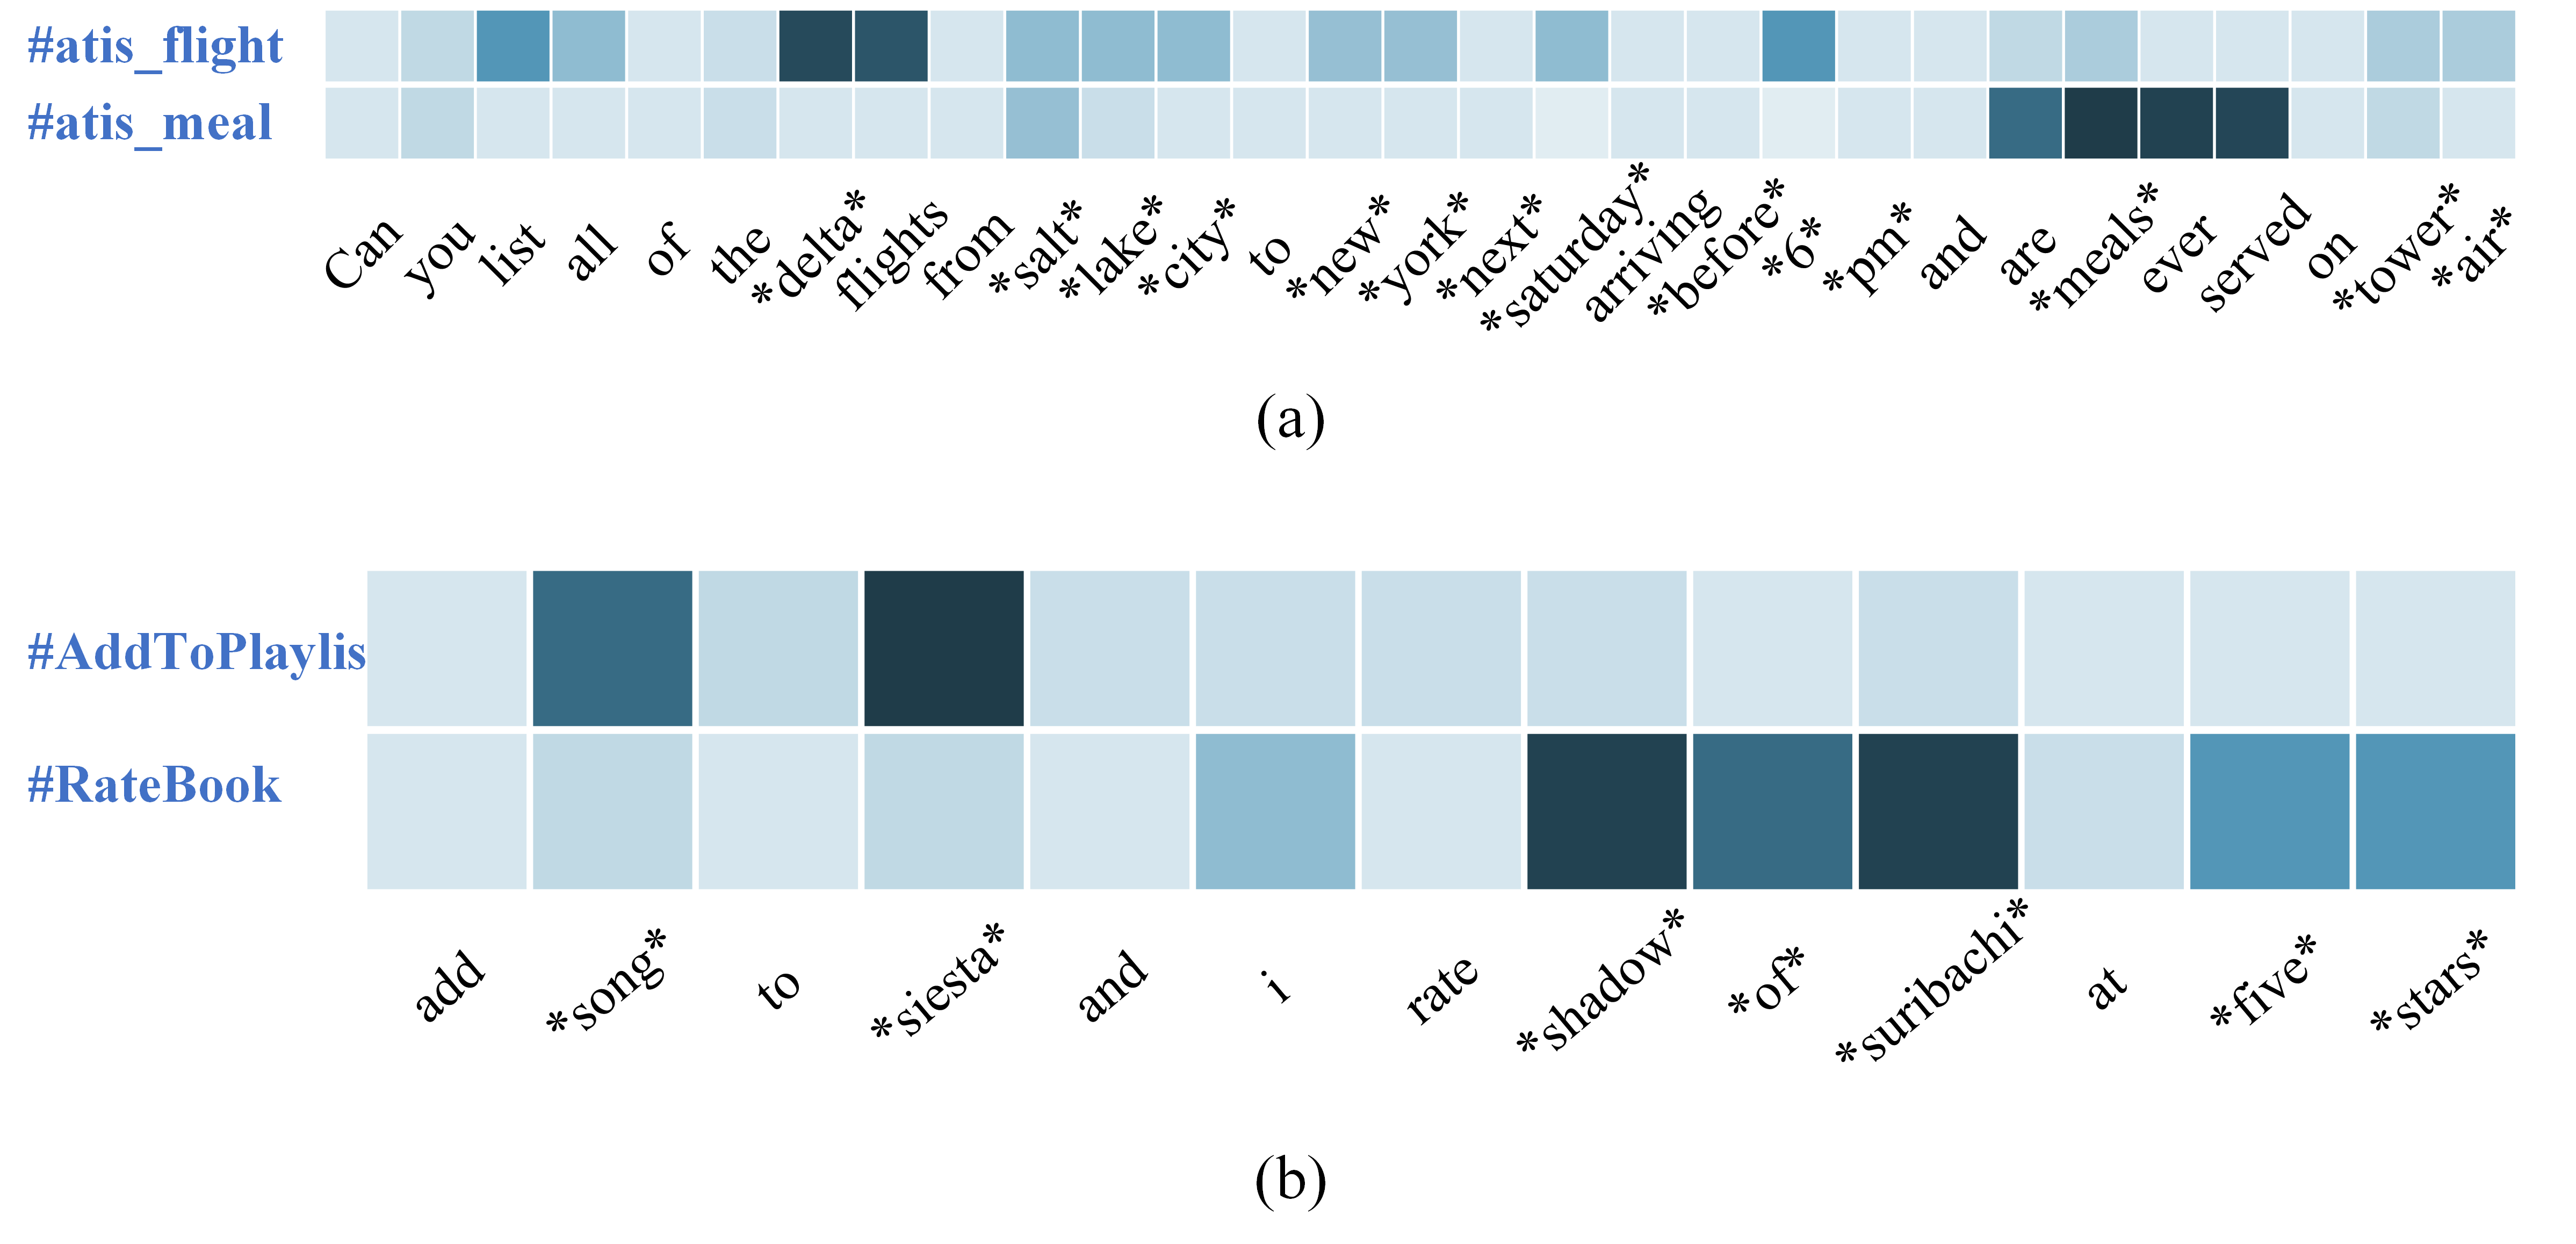 #atis_flight
#atis_meal
Can you list all of the *delta* flights from *salt* *lake* *city* to *new* *york* *next* *saturday* arriving *before* *6* *pm* and are *meals* ever served on *tower* *air*
(a)
#AddToPlaylis
#RateBook
add *song* to *siesta* and i rate *shadow* *of* *suribachi* at *five* *stars*
(b)